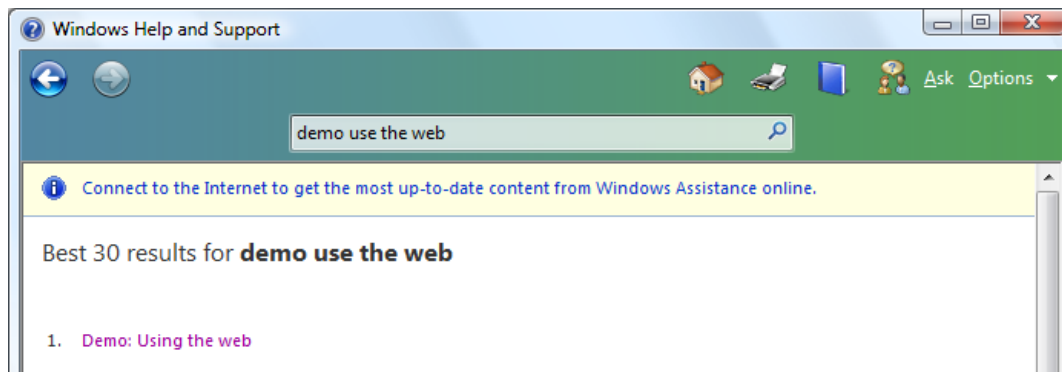 Windows Help and Support
Ask Options
demo use the web
Connect to the Internet to get the most up-to-date content from Windows Assistance online.
Best 30 results for demo use the web
1. Demo: Using the web